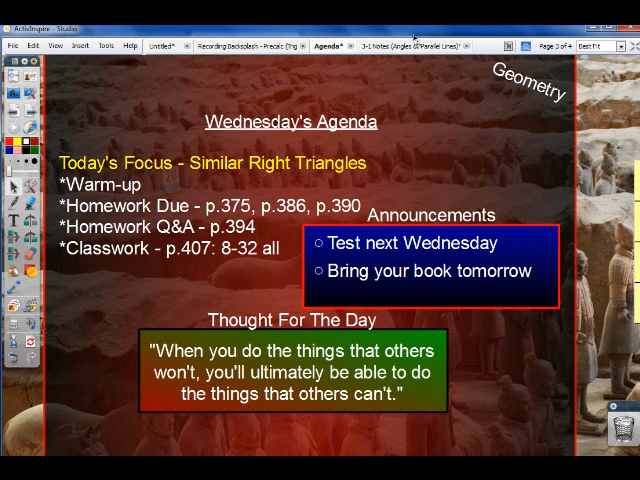 ActivInspire - Studio
File Edit View Insert Tools Help
Untitled* Recording Backsplash - Precalc (Trig Agenda* 3-1 Notes (Angles & Parallel Lines)* Page 3 of 4 Best Fit
Geometry
Wednesday's Agenda
Today's Focus - Similar Right Triangles
*Warm-up
*Homework Due - p.375, p.386, p.390
*Homework Q&A - p.394
*Classwork - p.407: 8-32 all
Announcements
Test next Wednesday
Bring your book tomorrow
Thought For The Day
"When you do the things that others
won't, you'll ultimately be able to do
the things that others can't."